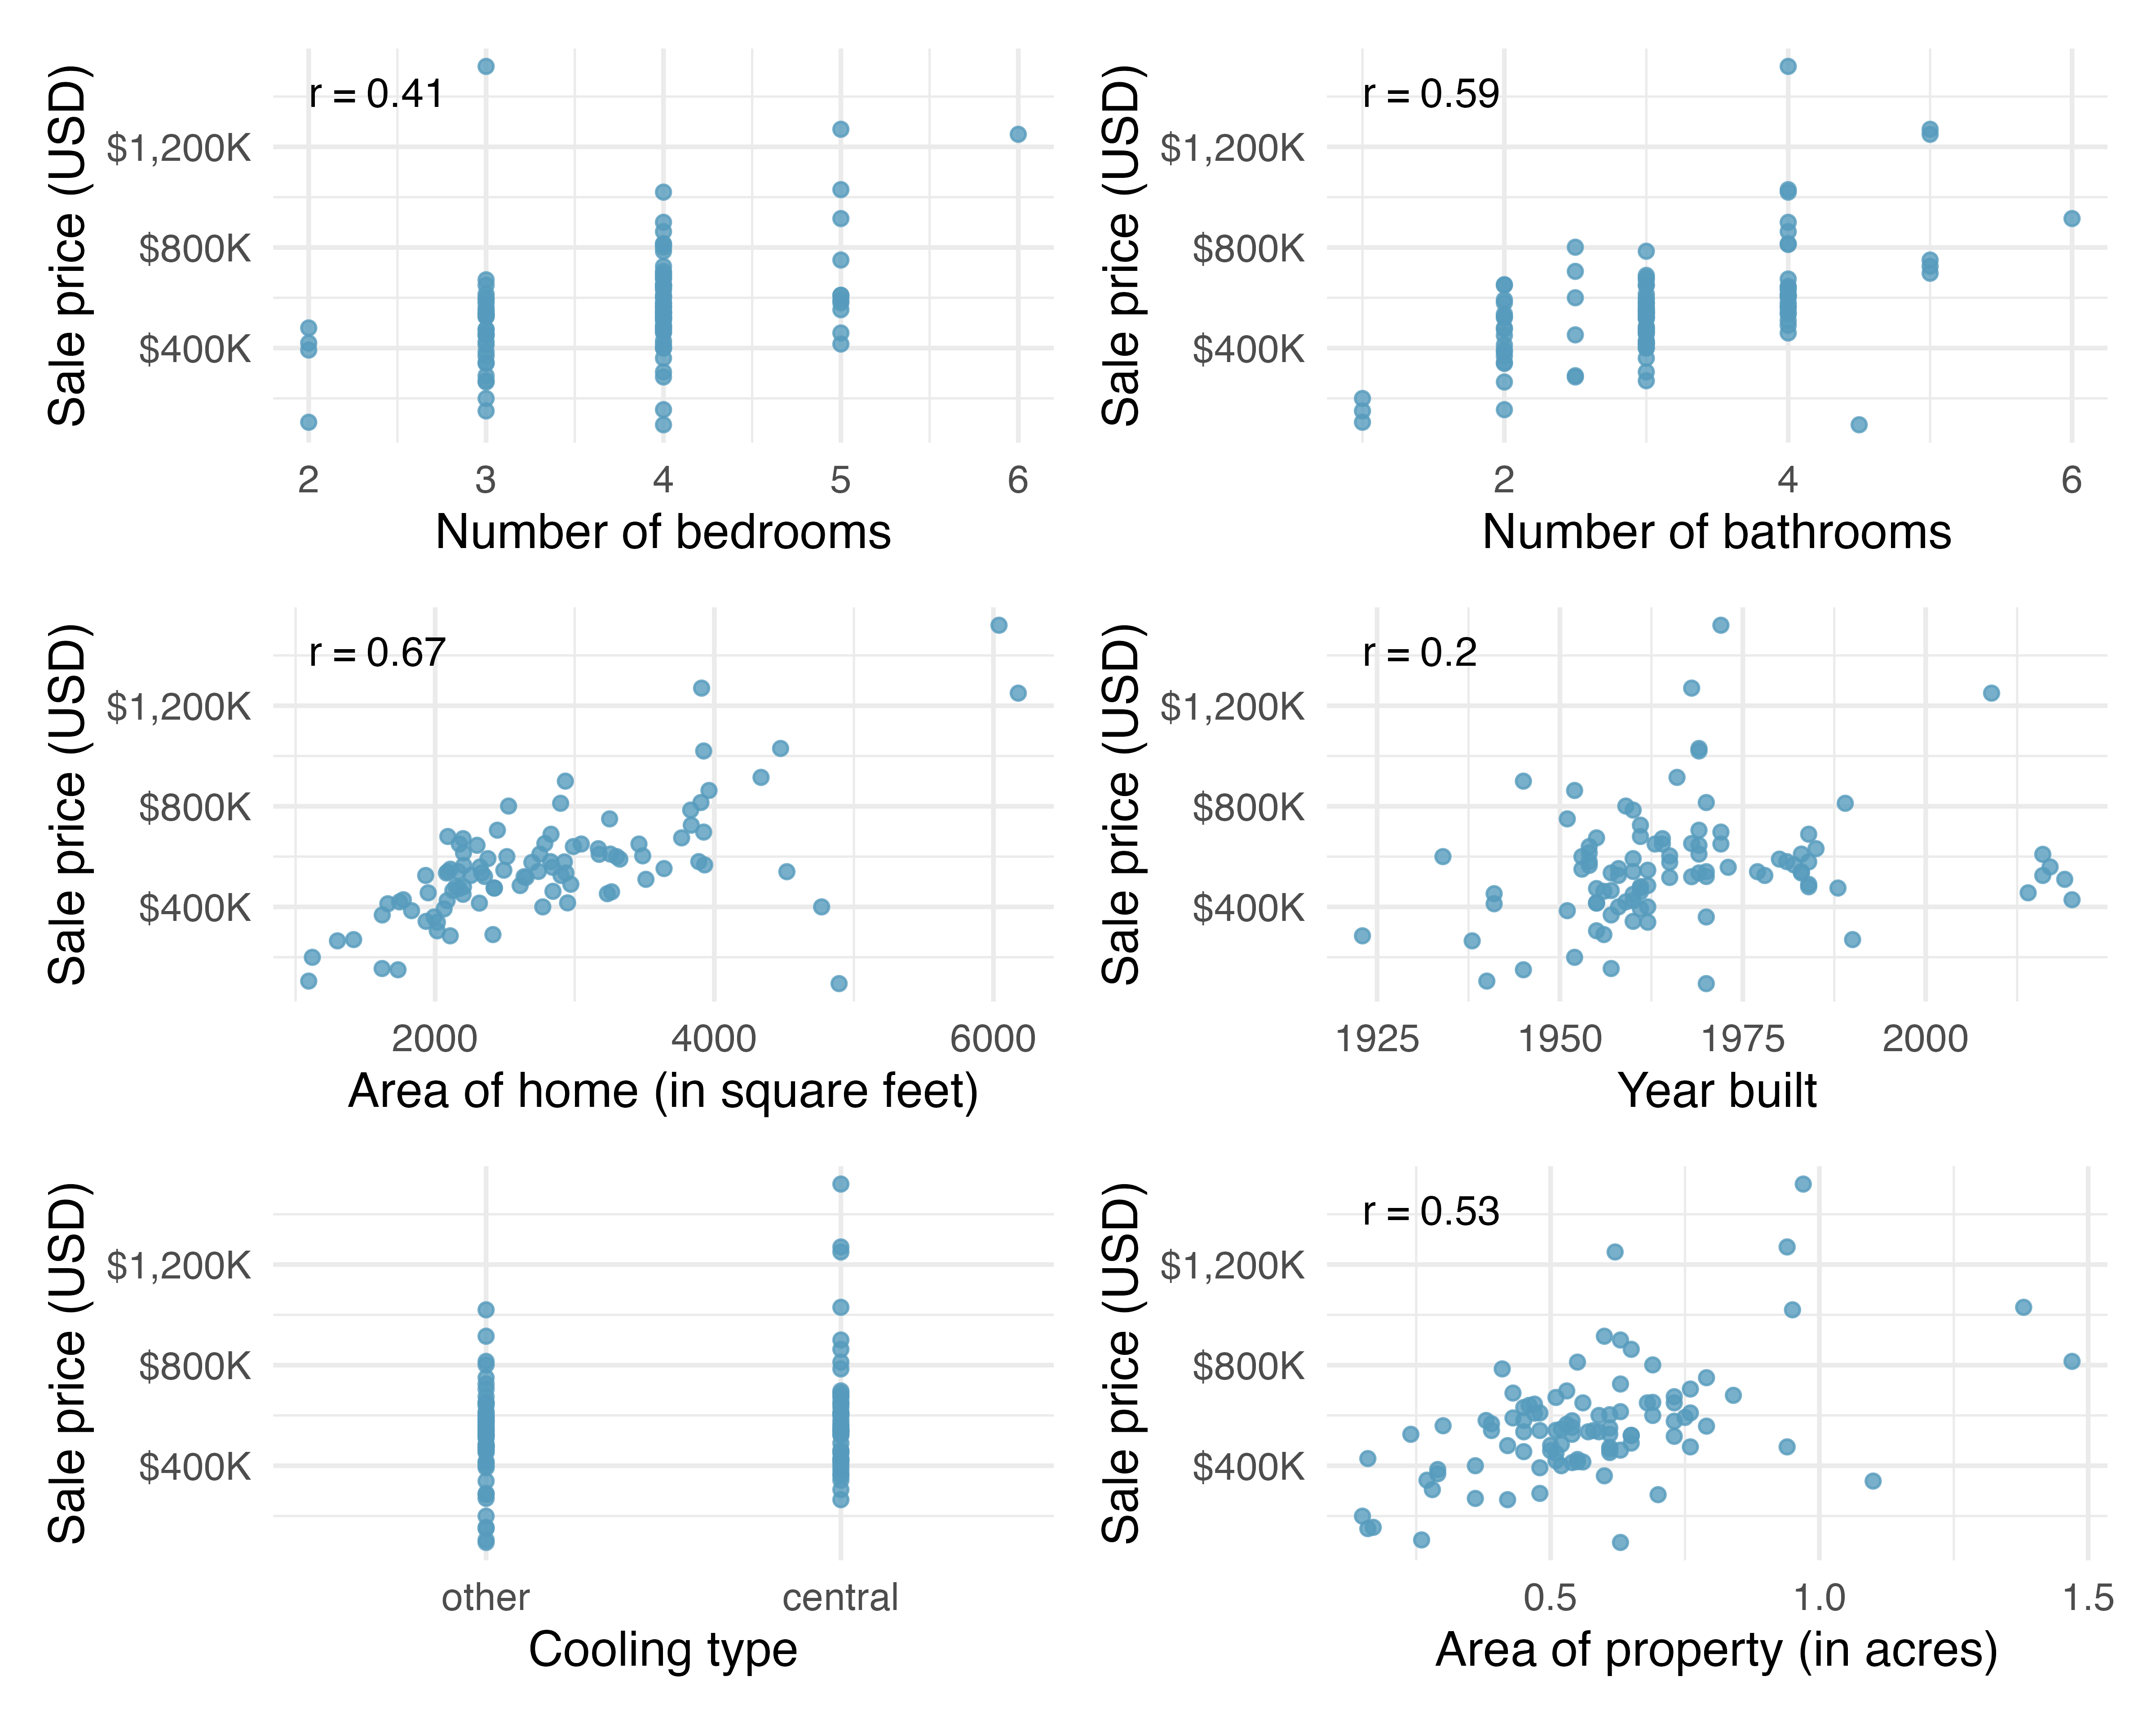 Sale price (USD)
r = 0.41
$1,200K
$800K
$400K
2 3 4 5 6
Number of bedrooms
Sale price (USD)
r = 0.59
$1,200K
$800K
$400K
2 4 6
Number of bathrooms
Sale price (USD)
r = 0.67
$1,200K
$800K
$400K
2000 4000 6000
Area of home (in square feet)
Sale price (USD)
r = 0.2
$1,200K
$800K
$400K
1925 1950 1975 2000
Year built
Sale price (USD)
$1,200K
$800K
$400K
other central
Cooling type
Sale price (USD)
r = 0.53
$1,200K
$800K
$400K
0.5 1.0 1.5
Area of property (in acres)